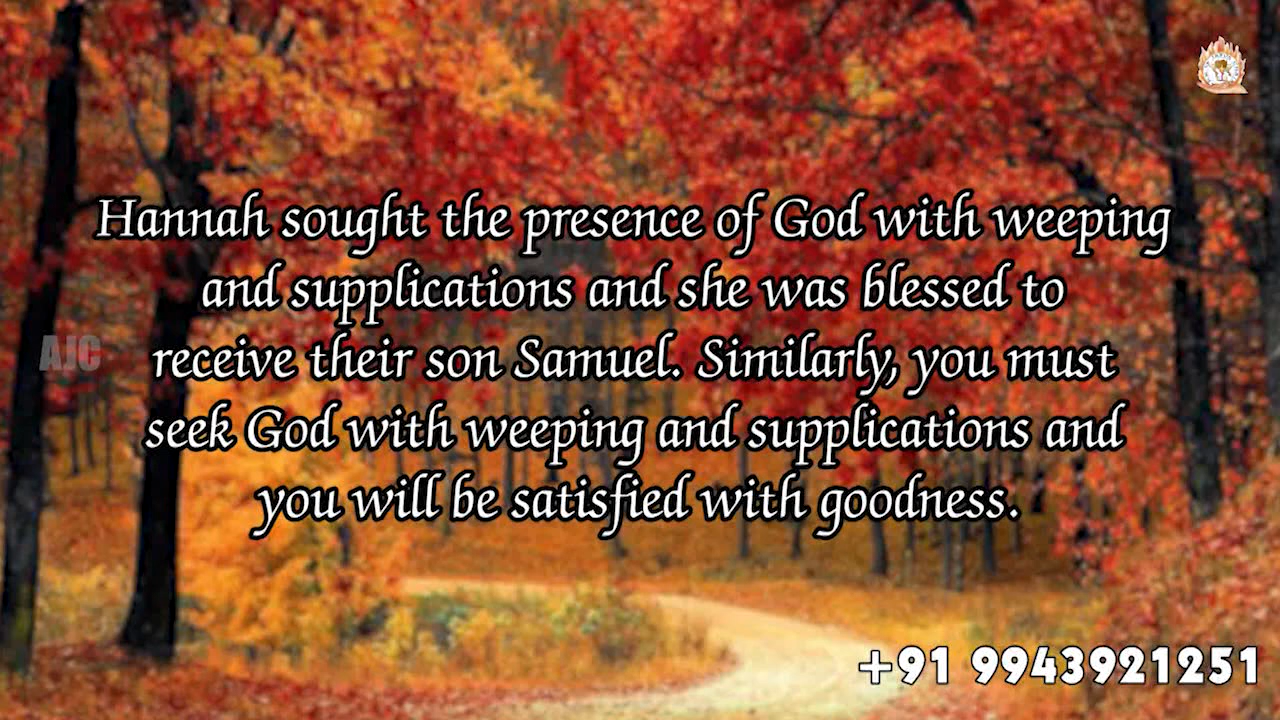 Hannah sought the presence of God with weeping
and supplications and she was blessed to
AJC
receive their son Samuel. Similarly, you must
seek God with weeping and supplications and
you will be satisfied with goodness.
+91 9943921251